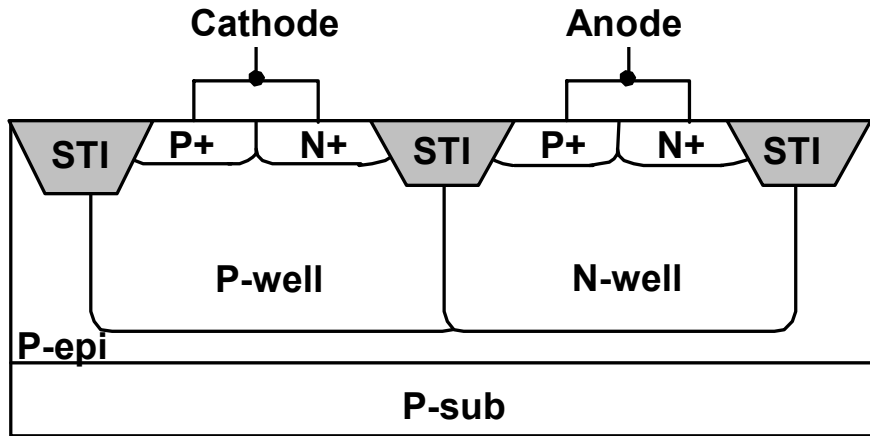 Cathode Anode
STI P+ N+ STI P+ N+ STI
P-well N-well
P-epi
P-sub